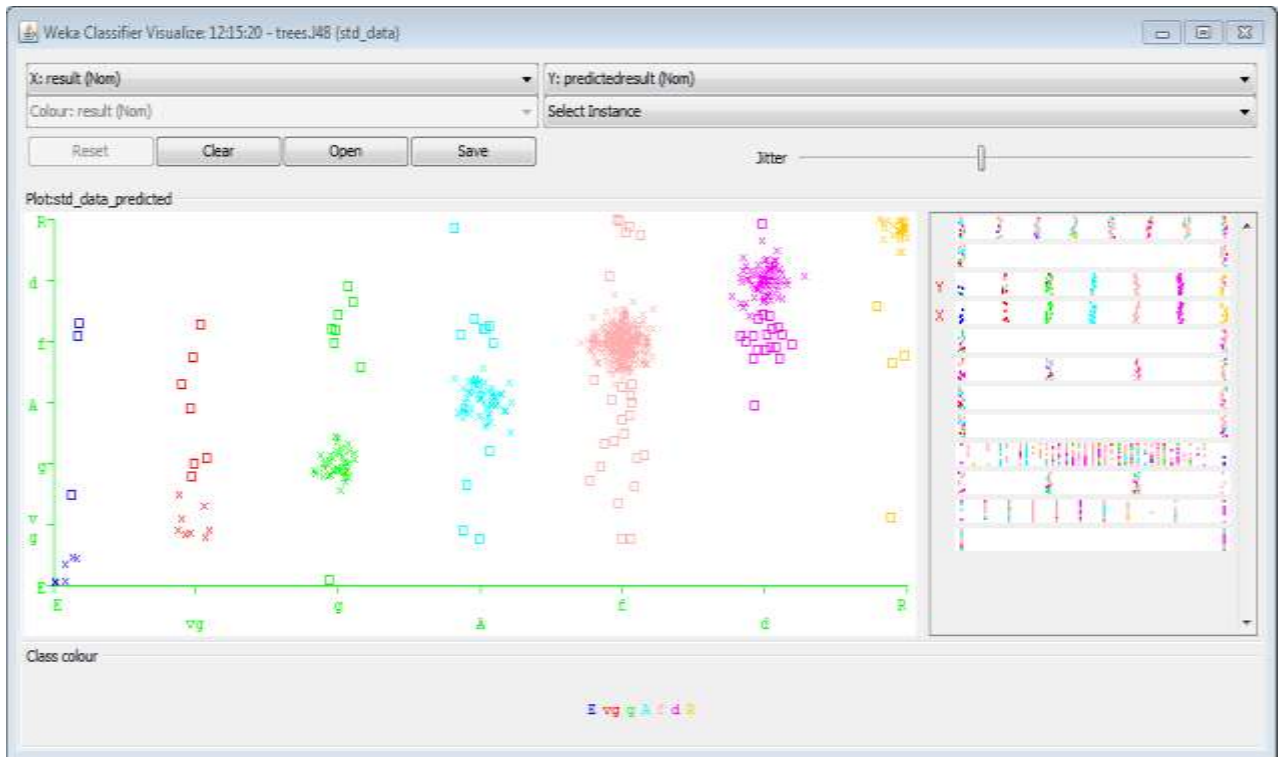 Weka Classifier Visualize: 12:15:20 - trees.J48 (std_data)
X: result (Nom)
Y: predictedresult (Nom)
Colour: result (Nom)
Select Instance
Reset
Clear
Open
Save
Jitter
Plot:std_data_predicted
R
d
f
A
g
v
g
E
E
vg
g
A
f
d
R
Y
X
Class colour
E vg g A f d R